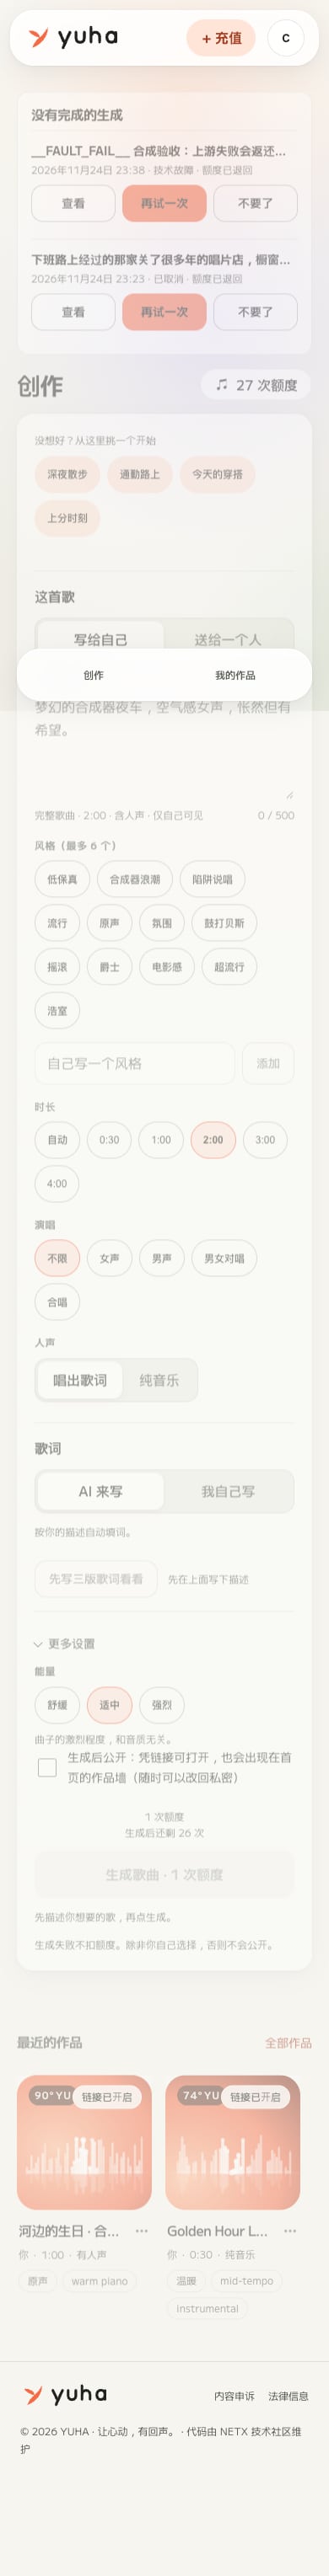 yuha
+ 充值
C
没有完成的生成
__FAULT_FAIL__ 合成验收：上游失败会返还...
2026年11月24日 23:38 · 技术故障 · 额度已退回
查看
再试一次
不要了
下班路上经过的那家关了很多年的唱片店，橱窗...
2026年11月24日 23:23 · 已取消 · 额度已退回
查看
再试一次
不要了
创作
27 次额度
没想好？从这里挑一个开始
深夜散步
通勤路上
今天的穿搭
上分时刻
这首歌
写给自己
送给一个人
创作
我的作品
梦幻的合成器夜车，空气感女声，怅然但有
希望。
完整歌曲 · 2:00 · 含人声 · 仅自己可见
0 / 500
风格（最多 6 个）
低保真
合成器浪潮
陷阱说唱
流行
原声
氛围
鼓打贝斯
摇滚
爵士
电影感
超流行
浩室
自己写一个风格
添加
时长
自动
0:30
1:00
2:00
3:00
4:00
演唱
不限
女声
男声
男女对唱
合唱
人声
唱出歌词
纯音乐
歌词
AI 来写
我自己写
按你的描述自动填词。
先写三版歌词看看
先在上面写下描述
更多设置
能量
舒缓
适中
强烈
曲子的激烈程度，和音质无关。
生成后公开：凭链接可打开，也会出现在首
页的作品墙（随时可以改回私密）
1 次额度
生成后还剩 26 次
生成歌曲 · 1 次额度
先描述你想要的歌，再点生成。
生成失败不扣额度。除非你自己选择，否则不会公开。
最近的作品
全部作品
90°YU
链接已开启
74°YU
链接已开启
河边的生日 · 合...
你 · 1:00 · 有人声
原声
warm piano
Golden Hour L...
你 · 0:30 · 纯音乐
温暖
mid-tempo
instrumental
yuha
内容申诉
法律信息
© 2026 YUHA · 让心动，有回声。 · 代码由 NETX 技术社区维
护